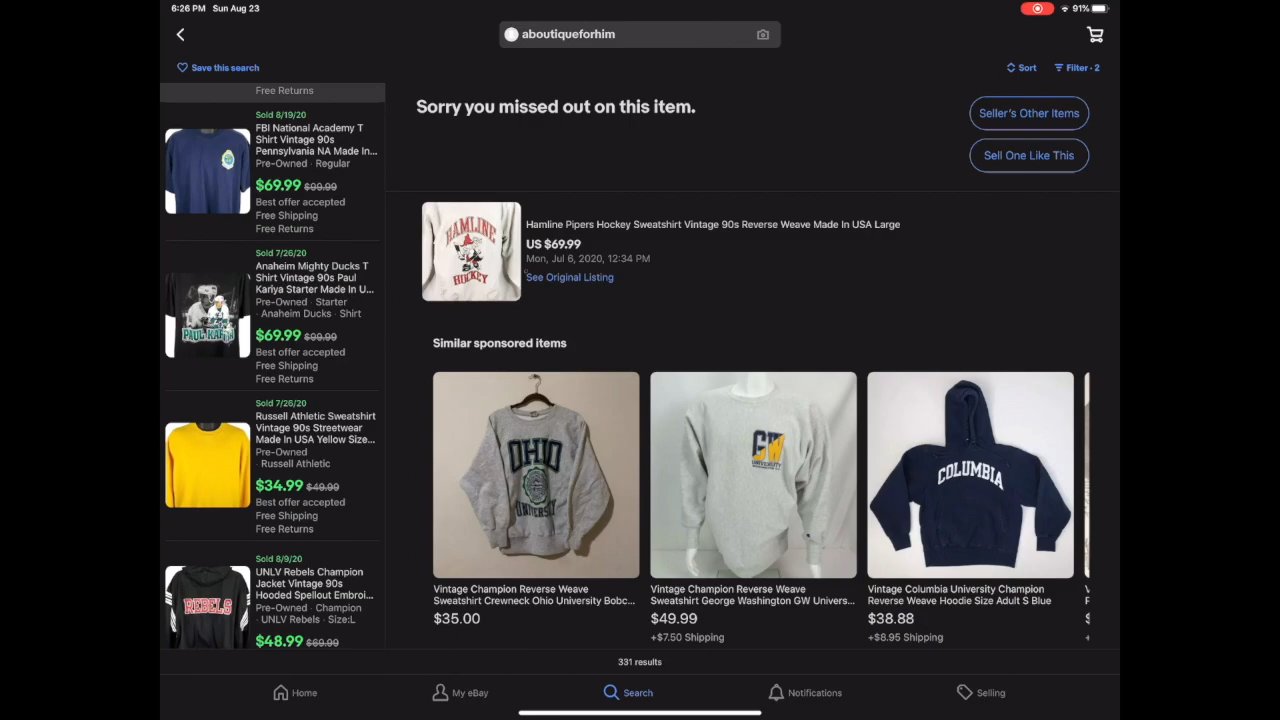 6:26 PM Sun Aug 23
91%
aboutiqueforhim
Save this search
Sort
Filter · 2
Free Returns
Sold 8/19/20
FBI National Academy T
Shirt Vintage 90s
Pennsylvania NA Made In...
Pre-Owned · Regular
$69.99 $99.99
Best offer accepted
Free Shipping
Free Returns
Sold 7/26/20
Anaheim Mighty Ducks T
Shirt Vintage 90s Paul
Kariya Starter Made In U...
Pre-Owned · Starter
· Anaheim Ducks · Shirt
$69.99 $99.99
Best offer accepted
Free Shipping
Free Returns
PAUL KARIYA
Sold 7/26/20
Russell Athletic Sweatshirt
Vintage 90s Streetwear
Made In USA Yellow Size...
Pre-Owned
· Russell Athletic
$34.99 $49.99
Best offer accepted
Free Shipping
Free Returns
Sold 8/9/20
UNLV Rebels Champion
Jacket Vintage 90s
Hooded Spellout Embroi...
Pre-Owned · Champion
· UNLV Rebels · Size:L
$48.99 $69.99
REBELS
Sorry you missed out on this item.
Seller's Other Items
Sell One Like This
HAMLINE
HOCKEY
Hamline Pipers Hockey Sweatshirt Vintage 90s Reverse Weave Made In USA Large
US $69.99
Mon, Jul 6, 2020, 12:34 PM
See Original Listing
Similar sponsored items
OHIO
UNIVERSITY
GW
UNIVERSITY
COLUMBIA
Vintage Champion Reverse Weave
Sweatshirt Crewneck Ohio University Bobc...
$35.00
Vintage Champion Reverse Weave
Sweatshirt George Washington GW Univers...
$49.99
+$7.50 Shipping
Vintage Columbia University Champion
Reverse Weave Hoodie Size Adult S Blue
$38.88
+$8.95 Shipping
331 results
Home
My eBay
Search
Notifications
Selling